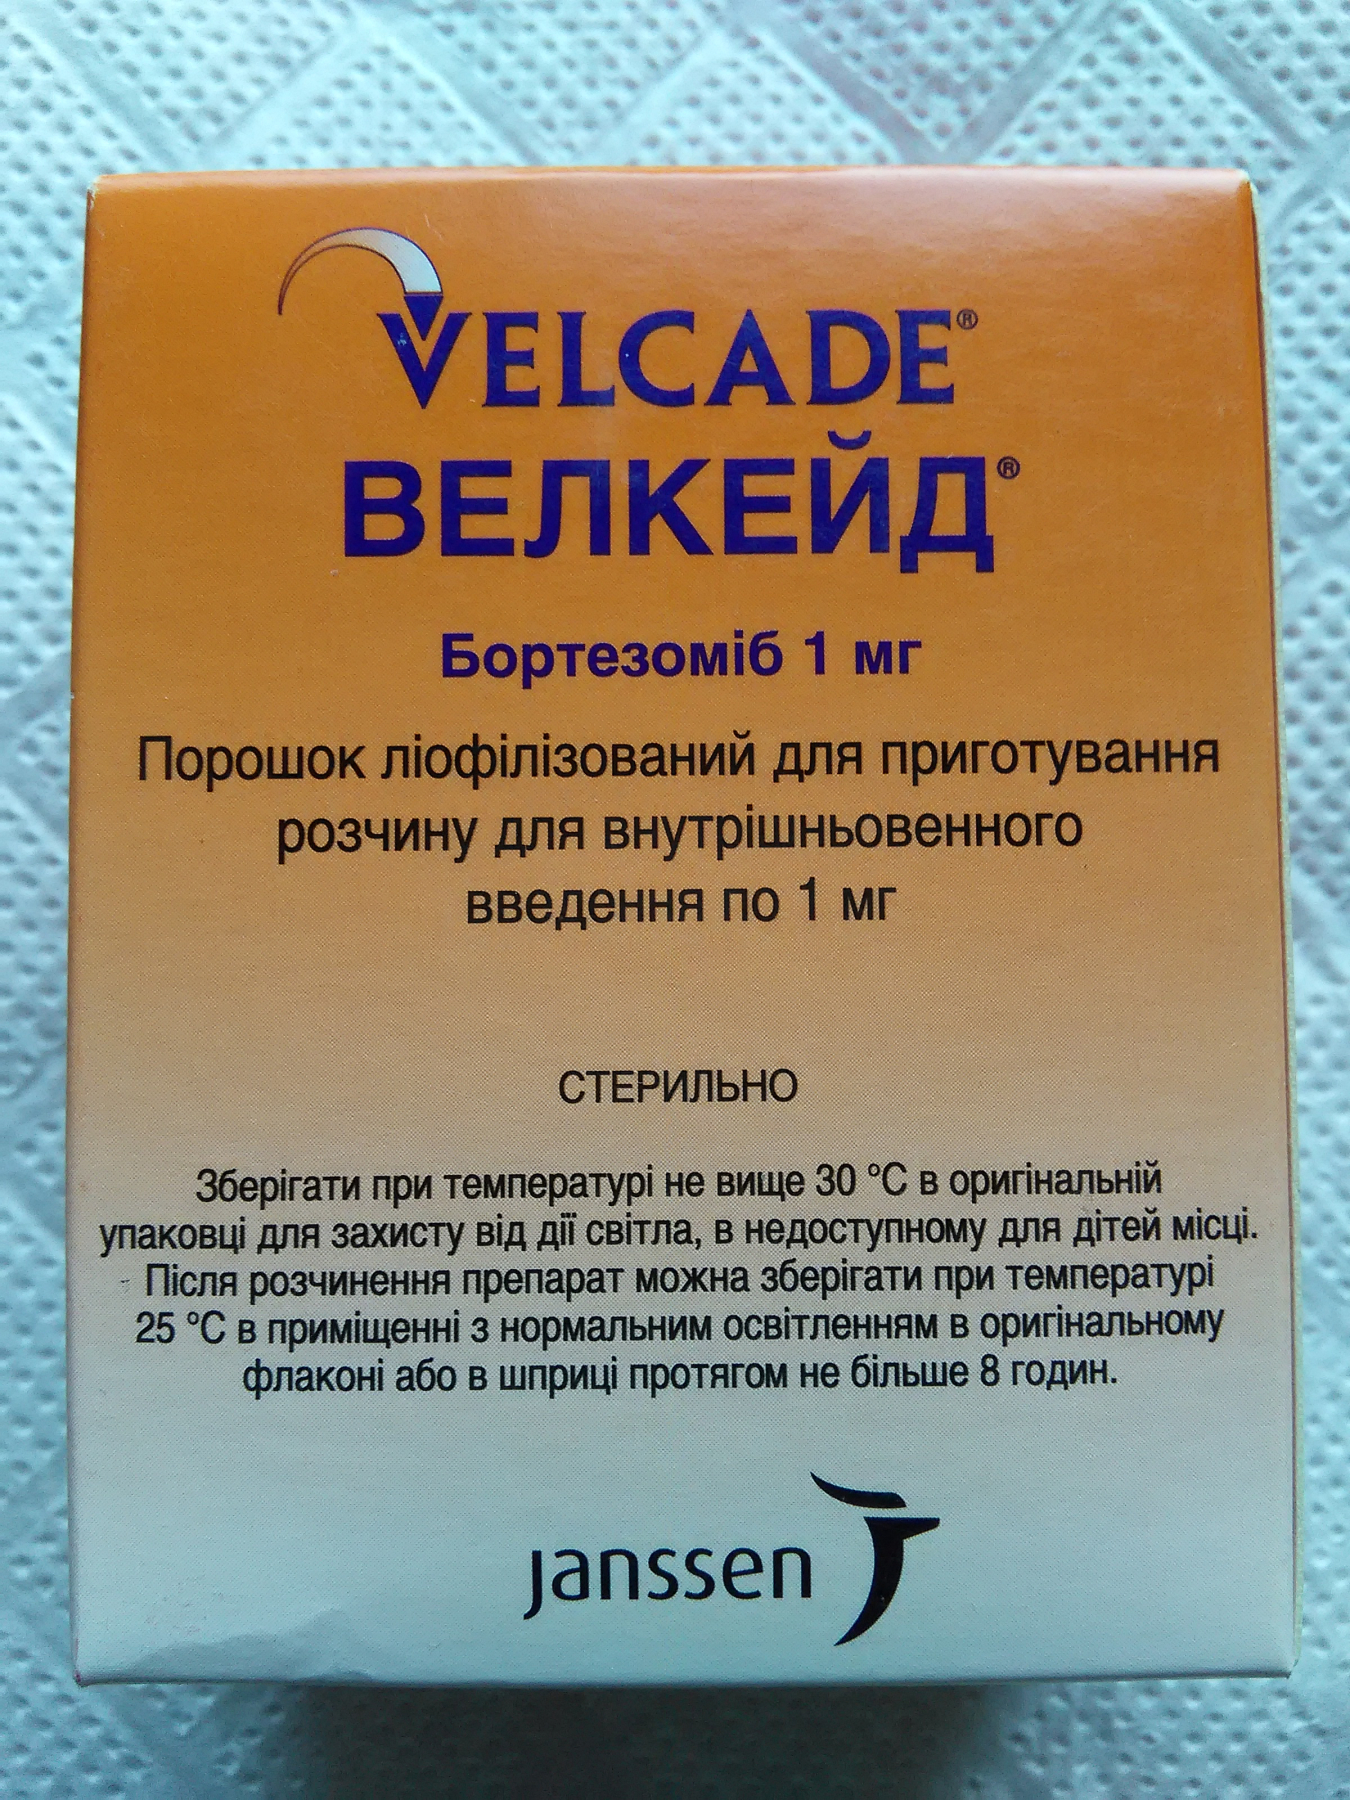 VELCADE®
ВЕЛКЕЙД®
Бортезоміб 1 мг
Порошок ліофілізований для приготування
розчину для внутрішньовенного
введення по 1 мг
СТЕРИЛЬНО
Зберігати при температурі не вище 30 °C в оригінальній
упаковці для захисту від дії світла, в недоступному для дітей місці.
Після розчинення препарат можна зберігати при температурі
25 °C в приміщенні з нормальним освітленням в оригінальному
флаконі або в шприці протягом не більше 8 годин.
janssen